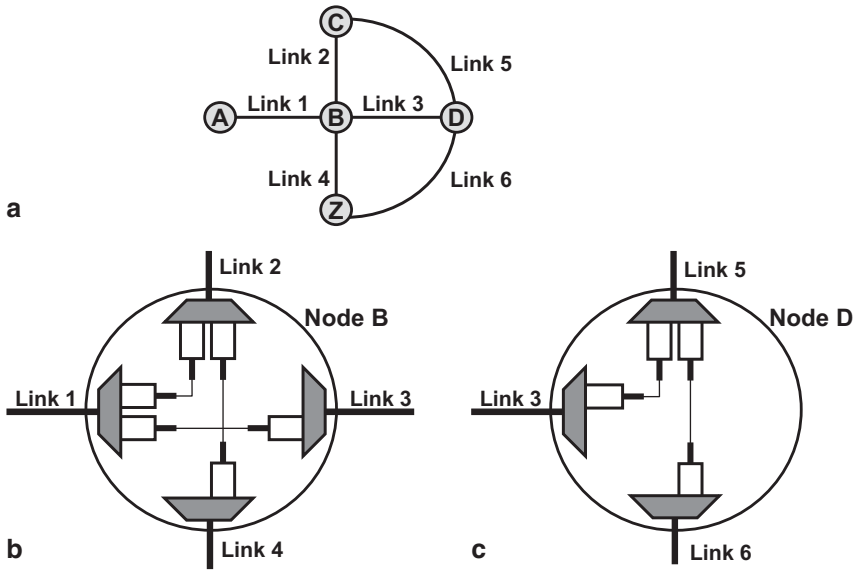 C
Link 2
Link 5
A
Link 1
B
Link 3
D
Link 4
Link 6
Z
a
Link 2
Node B
Link 1
Link 3
Link 4
b
Link 5
Node D
Link 3
Link 6
c